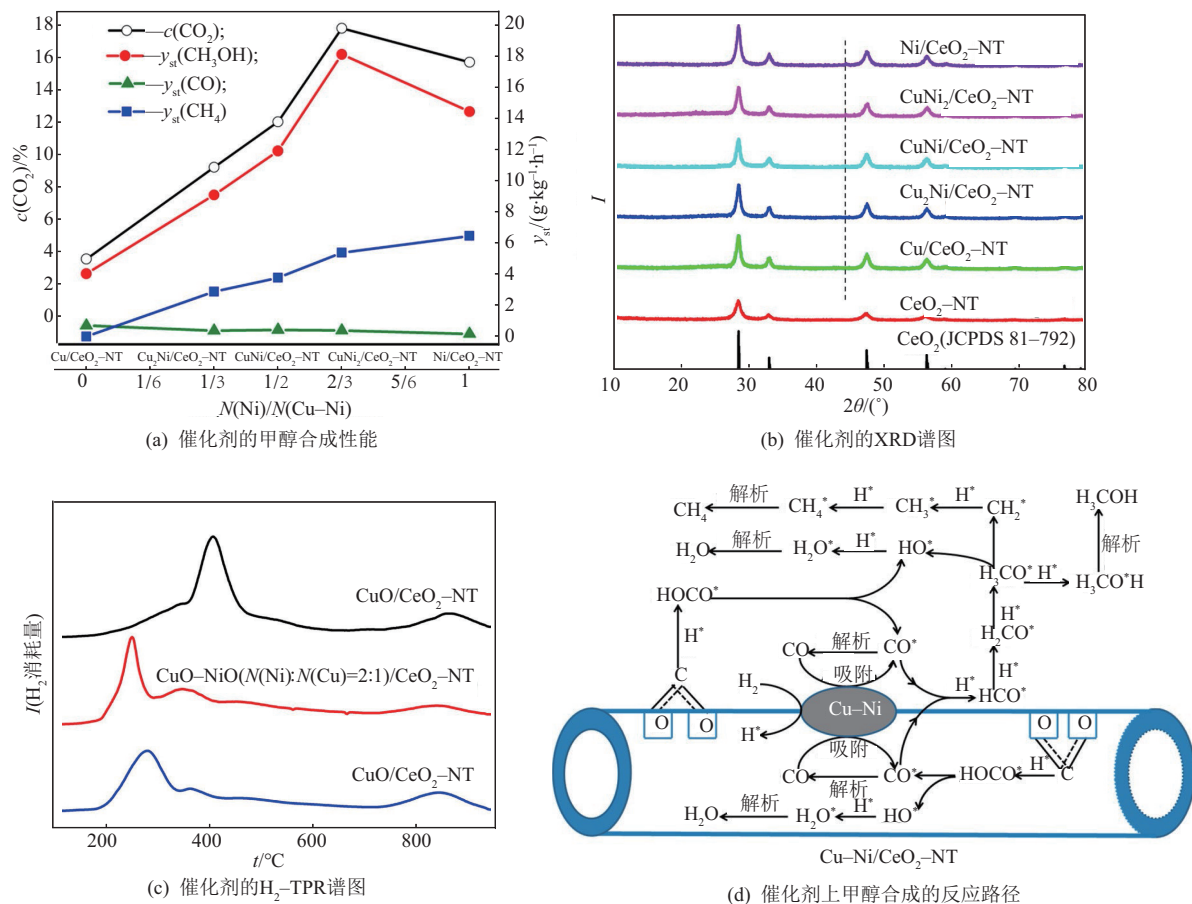 18
16
14
12
10
8
6
4
2
0
c(CO₂)/%
—c(CO₂);
—yₛₜ(CH₃OH);
—yₛₜ(CO);
—yₛₜ(CH₄)
20
18
16
14
12
10
8
6
4
2
0
yₛₜ/(g·kg⁻¹·h⁻¹)
Cu/CeO₂–NT Cu₂Ni/CeO₂–NT CuNi/CeO₂–NT CuNi₂/CeO₂–NT Ni/CeO₂–NT
0 1/6 1/3 1/2 2/3 5/6 1
N(Ni)/N(Cu–Ni)
(a) 催化剂的甲醇合成性能
I
Ni/CeO₂–NT
CuNi₂/CeO₂–NT
CuNi/CeO₂–NT
Cu₂Ni/CeO₂–NT
Cu/CeO₂–NT
CeO₂–NT
CeO₂(JCPDS 81–792)
10 20 30 40 50 60 70 80
2θ/(°)
(b) 催化剂的XRD谱图
I(H₂消耗量)
CuO/CeO₂–NT
CuO–NiO(N(Ni):N(Cu)=2:1)/CeO₂–NT
CuO/CeO₂–NT
200 400 600 800
t/°C
(c) 催化剂的H₂–TPR谱图
CH₄ 解析 CH₄* H* CH₃* H* CH₂* H₃COH
H₂O 解析 H₂O* H* HO* 解析
H₃CO* H* H₃CO*H
HOCO* H*
H₂CO*
H* CO 解析 CO* H*
C H₂ 吸附 H* HCO*
O O Cu–Ni O O
H* 吸附
CO CO* HOCO* H* C
解析
H₂O 解析 H₂O* H* HO*
Cu–Ni/CeO₂–NT
(d) 催化剂上甲醇合成的反应路径